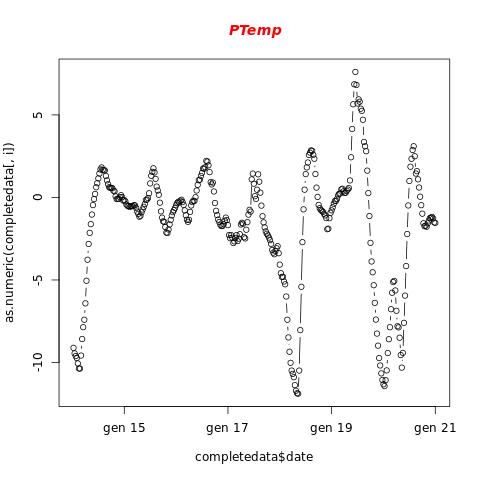 PTemp
as.numeric(completedata[, i])
5
0
-5
-10
gen 15
gen 17
gen 19
gen 21
completedata$date